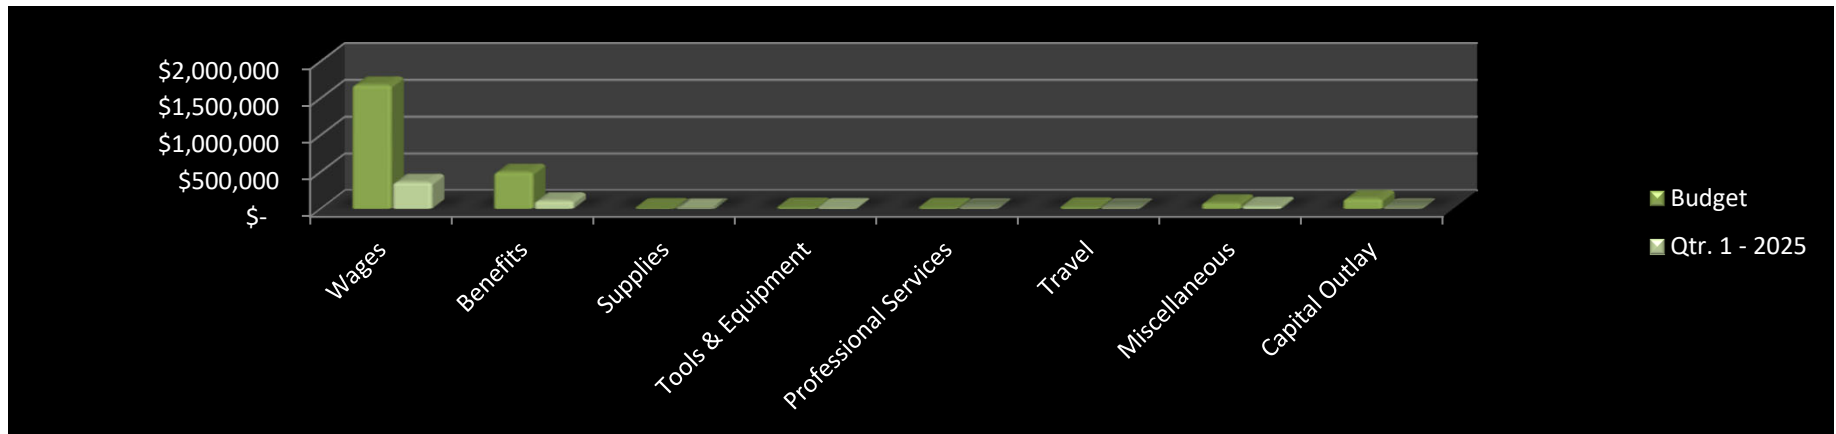 $2,000,000
$1,500,000
$1,000,000
$500,000
$-
Wages
Benefits
Supplies
Tools & Equipment
Professional Services
Travel
Miscellaneous
Capital Outlay
Budget
Qtr. 1 - 2025